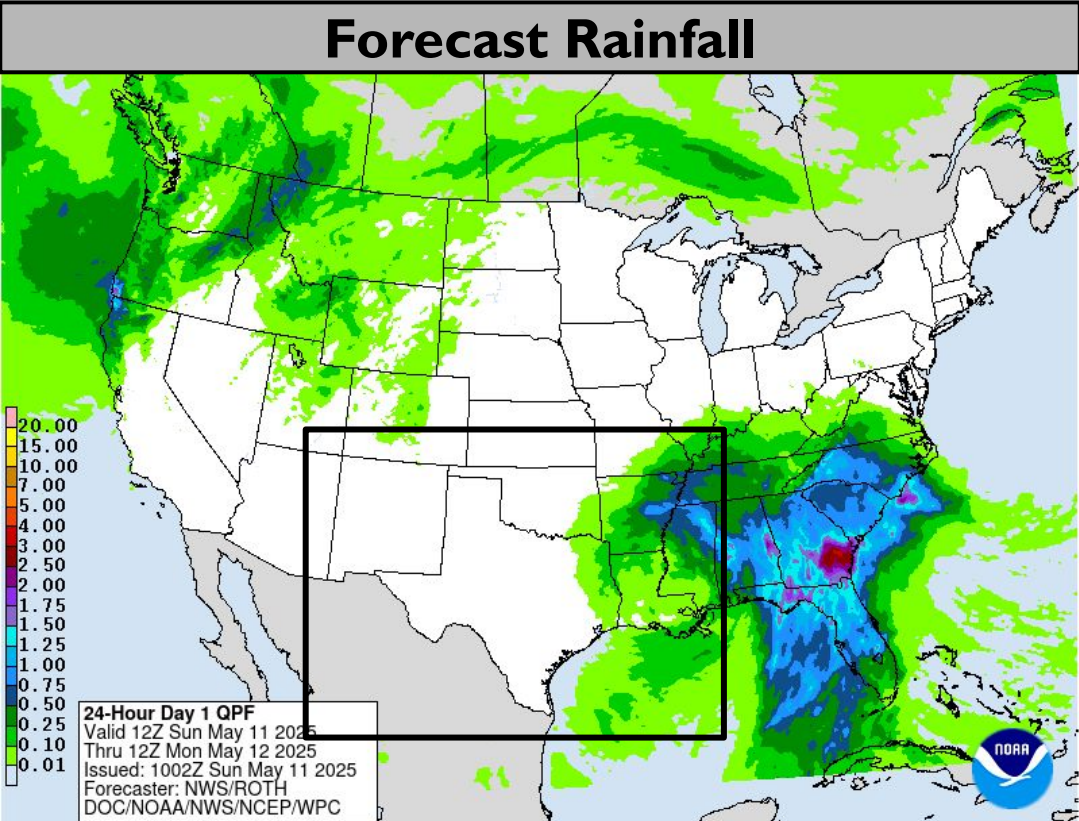 Forecast Rainfall
20.00
15.00
10.00
7.00
5.00
4.00
3.00
2.50
2.00
1.75
1.50
1.25
1.00
0.75
0.50
0.25
0.10
0.01
24-Hour Day 1 QPF
Valid 12Z Sun May 11 2025
Thru 12Z Mon May 12 2025
Issued: 1002Z Sun May 11 2025
Forecaster: NWS/ROTH
DOC/NOAA/NWS/NCEP/WPC
NOAA